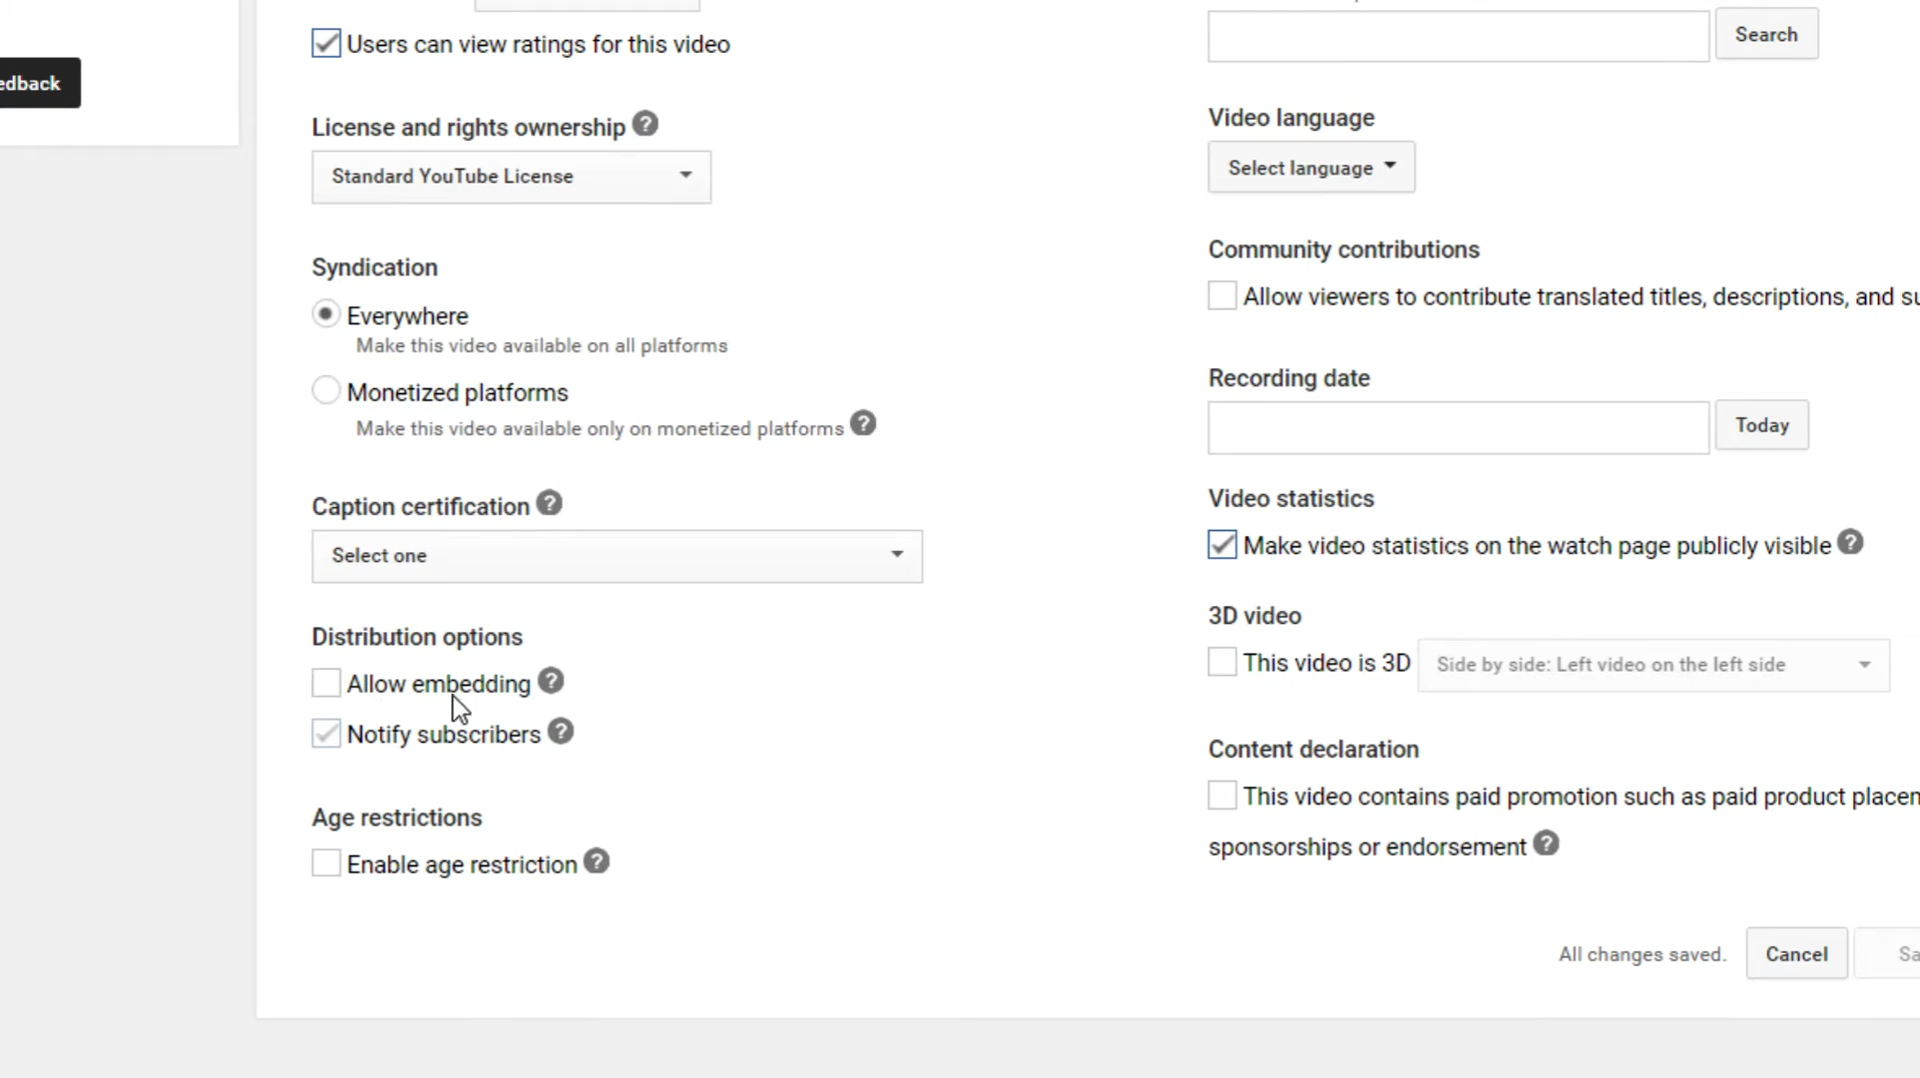 edback
Users can view ratings for this video
License and rights ownership ?
Standard YouTube License
Syndication
Everywhere
Make this video available on all platforms
Monetized platforms
Make this video available only on monetized platforms ?
Caption certification ?
Select one
Distribution options
Allow embedding ?
Notify subscribers ?
Age restrictions
Enable age restriction ?
Search
Video language
Select language
Community contributions
Allow viewers to contribute translated titles, descriptions, and su
Recording date
Today
Video statistics
Make video statistics on the watch page publicly visible ?
3D video
This video is 3D Side by side: Left video on the left side
Content declaration
This video contains paid promotion such as paid product placem
sponsorships or endorsement ?
All changes saved. Cancel Sa